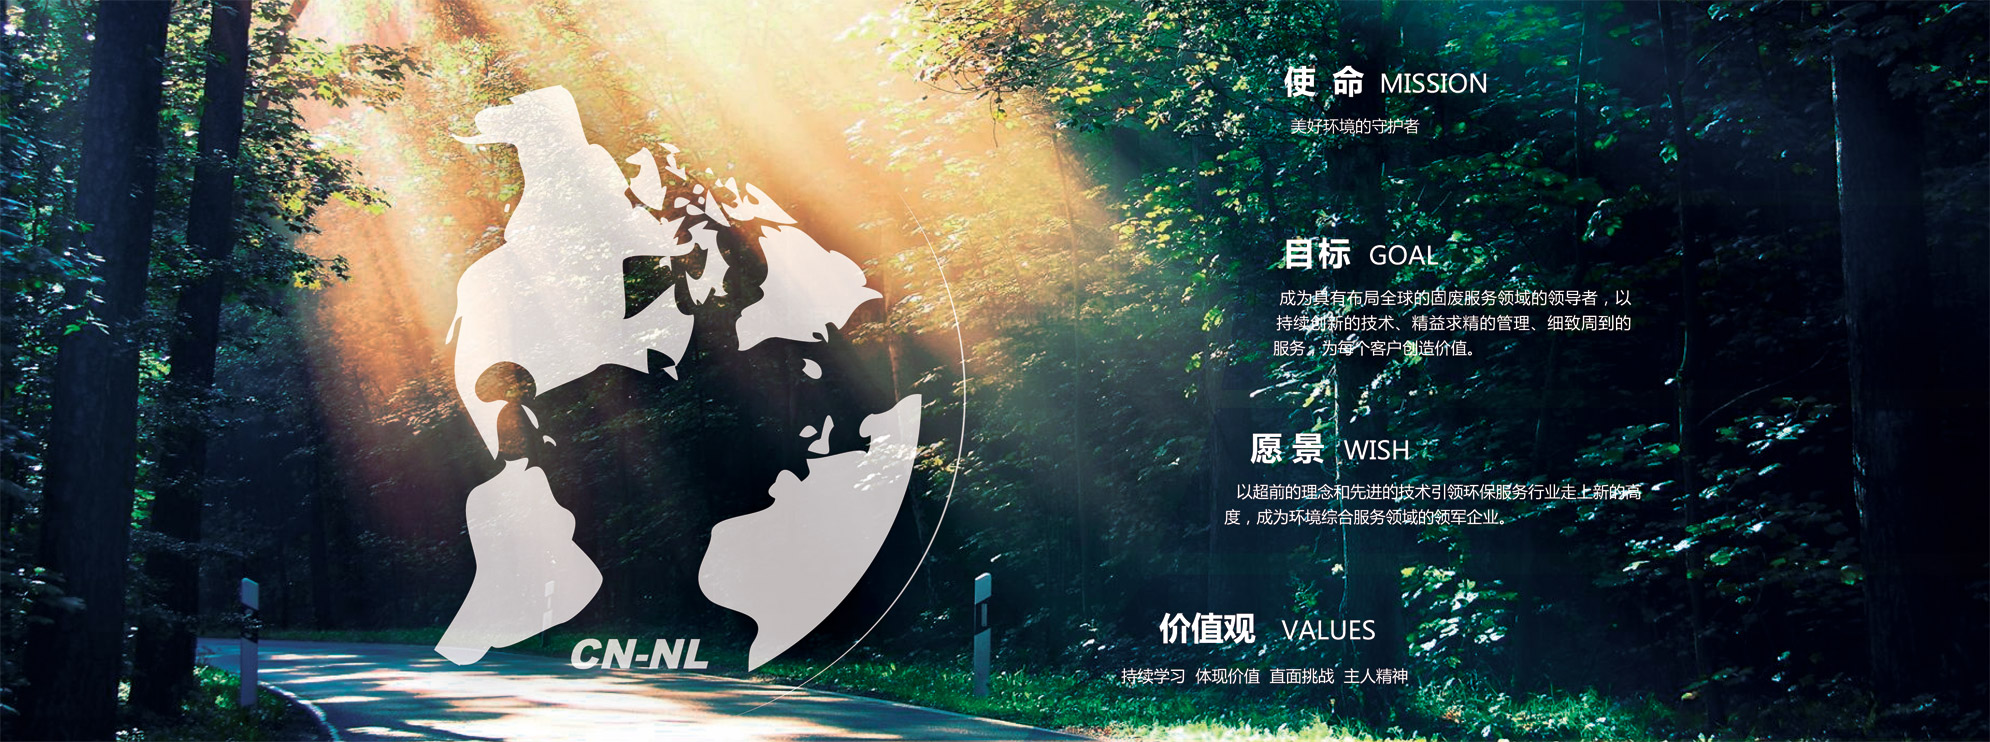 使命 MISSION
美好环境的守护者
目标 GOAL
成为具有布局全球的固废服务领域的领导者，以
持续创新的技术、精益求精的管理、细致周到的
服务，为每个客户创造价值。
愿景 WISH
以超前的理念和先进的技术引领环保服务行业走上新的高
度，成为环境综合服务领域的领军企业。
价值观 VALUES
持续学习 体现价值 直面挑战 主人精神
CN-NL